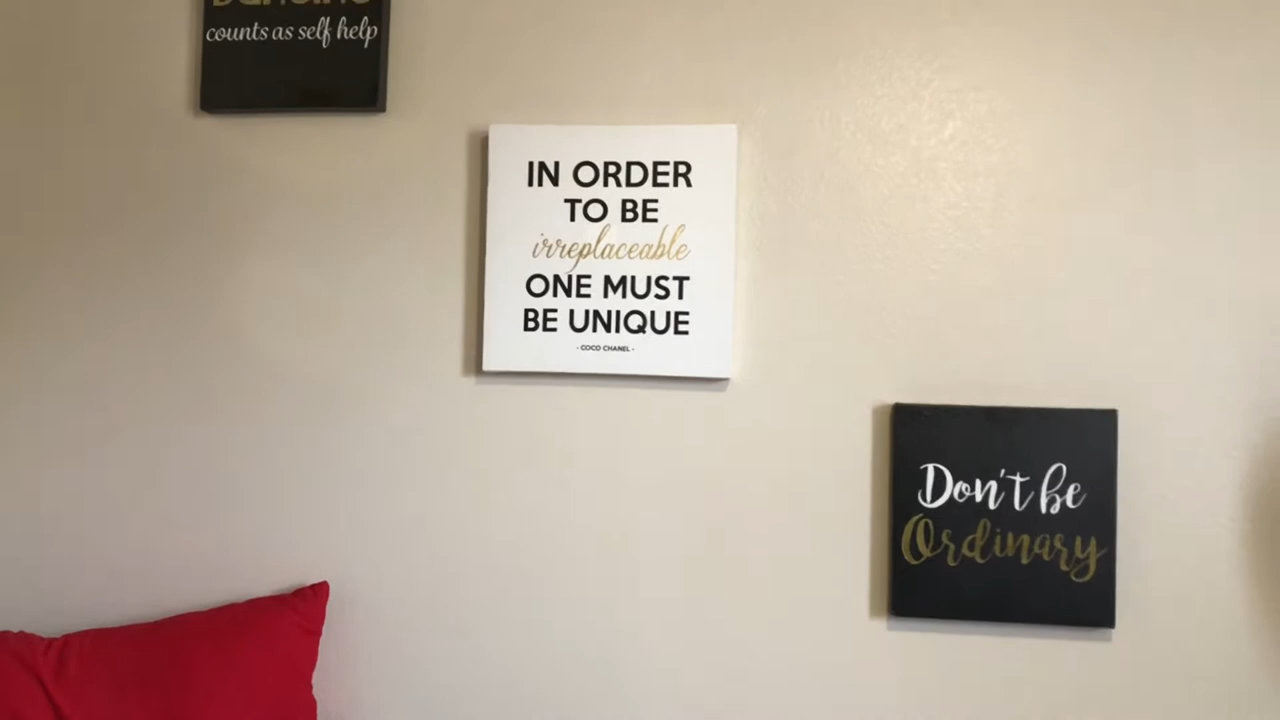 counts as self help
IN ORDER
TO BE
irreplaceable
ONE MUST
BE UNIQUE
- COCO CHANEL -
Don't be
Ordinary